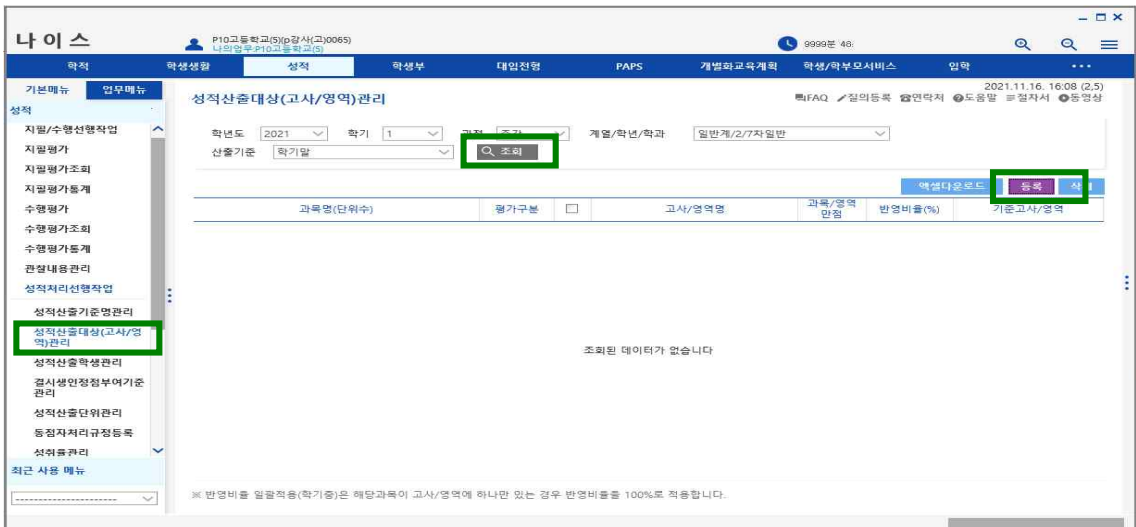 나이스
P10고등학교(5)(p강사(고)0065)
나의업무:P10고등학교(5)
9999분 46
학적 학생생활 성적 학생부 대입전형 PAPS 개별화교육계획 학생/학부모서비스 입학 •••
기본메뉴 업무메뉴
2021.11.16. 16:08 (2,5)
성적산출대상(고사/영역)관리
FAQ 질의등록 연락처 도움말 절차서 동영상
성적
지필/수행선행작업
지필평가
지필평가조회
지필평가통계
수행평가
수행평가조회
수행평가통계
관찰내용관리
성적처리선행작업
성적산출기준명관리
성적산출대상(고사/영
역)관리
성적산출학생관리
결시생인정점부여기준
관리
성적산출단위관리
동점자처리규정등록
성취율관리
최근 사용 메뉴
----------------------
학년도 2021 학기 1 계열/학년/학과 일반계/2/7차일반
산출기준 학기말 조회
엑셀다운로드 등록
과목명(단위수) 평가구분 고사/영역명 과목/영역
만점 반영비율(%) 기준고사/영역
조회된 데이터가 없습니다
※ 반영비율 일괄적용(학기중)은 해당과목이 고사/영역에 하나만 있는 경우 반영비율을 100%로 적용합니다.